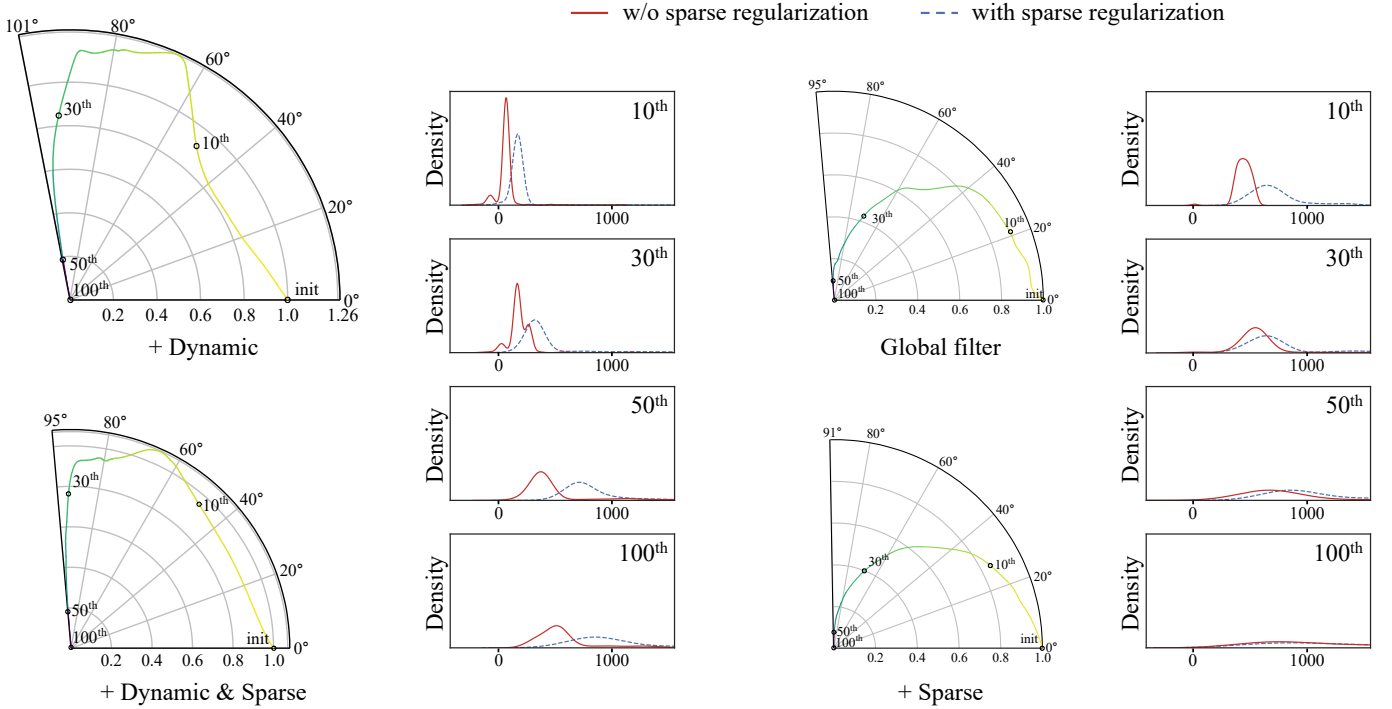 w/o sparse regularization
with sparse regularization
101°
80°
60°
40°
20°
0°
30th
10th
50th
100th
init
0.2 0.4 0.6 0.8 1.0 1.26
+ Dynamic
Density
10th
0 1000
Density
30th
0 1000
Density
50th
0 1000
Density
100th
0 1000
95°
80°
60°
40°
20°
0°
10th
30th
50th
100th
init
0.2 0.4 0.6 0.8 1.0
Global filter
Density
10th
0 1000
Density
30th
0 1000
Density
50th
0 1000
Density
100th
0 1000
95°
80°
60°
40°
20°
0°
30th
10th
50th
100th
init
0.2 0.4 0.6 0.8 1.0
+ Dynamic & Sparse
91°
80°
60°
40°
20°
0°
30th
10th
50th
100th
init
0.2 0.4 0.6 0.8 1.0
+ Sparse